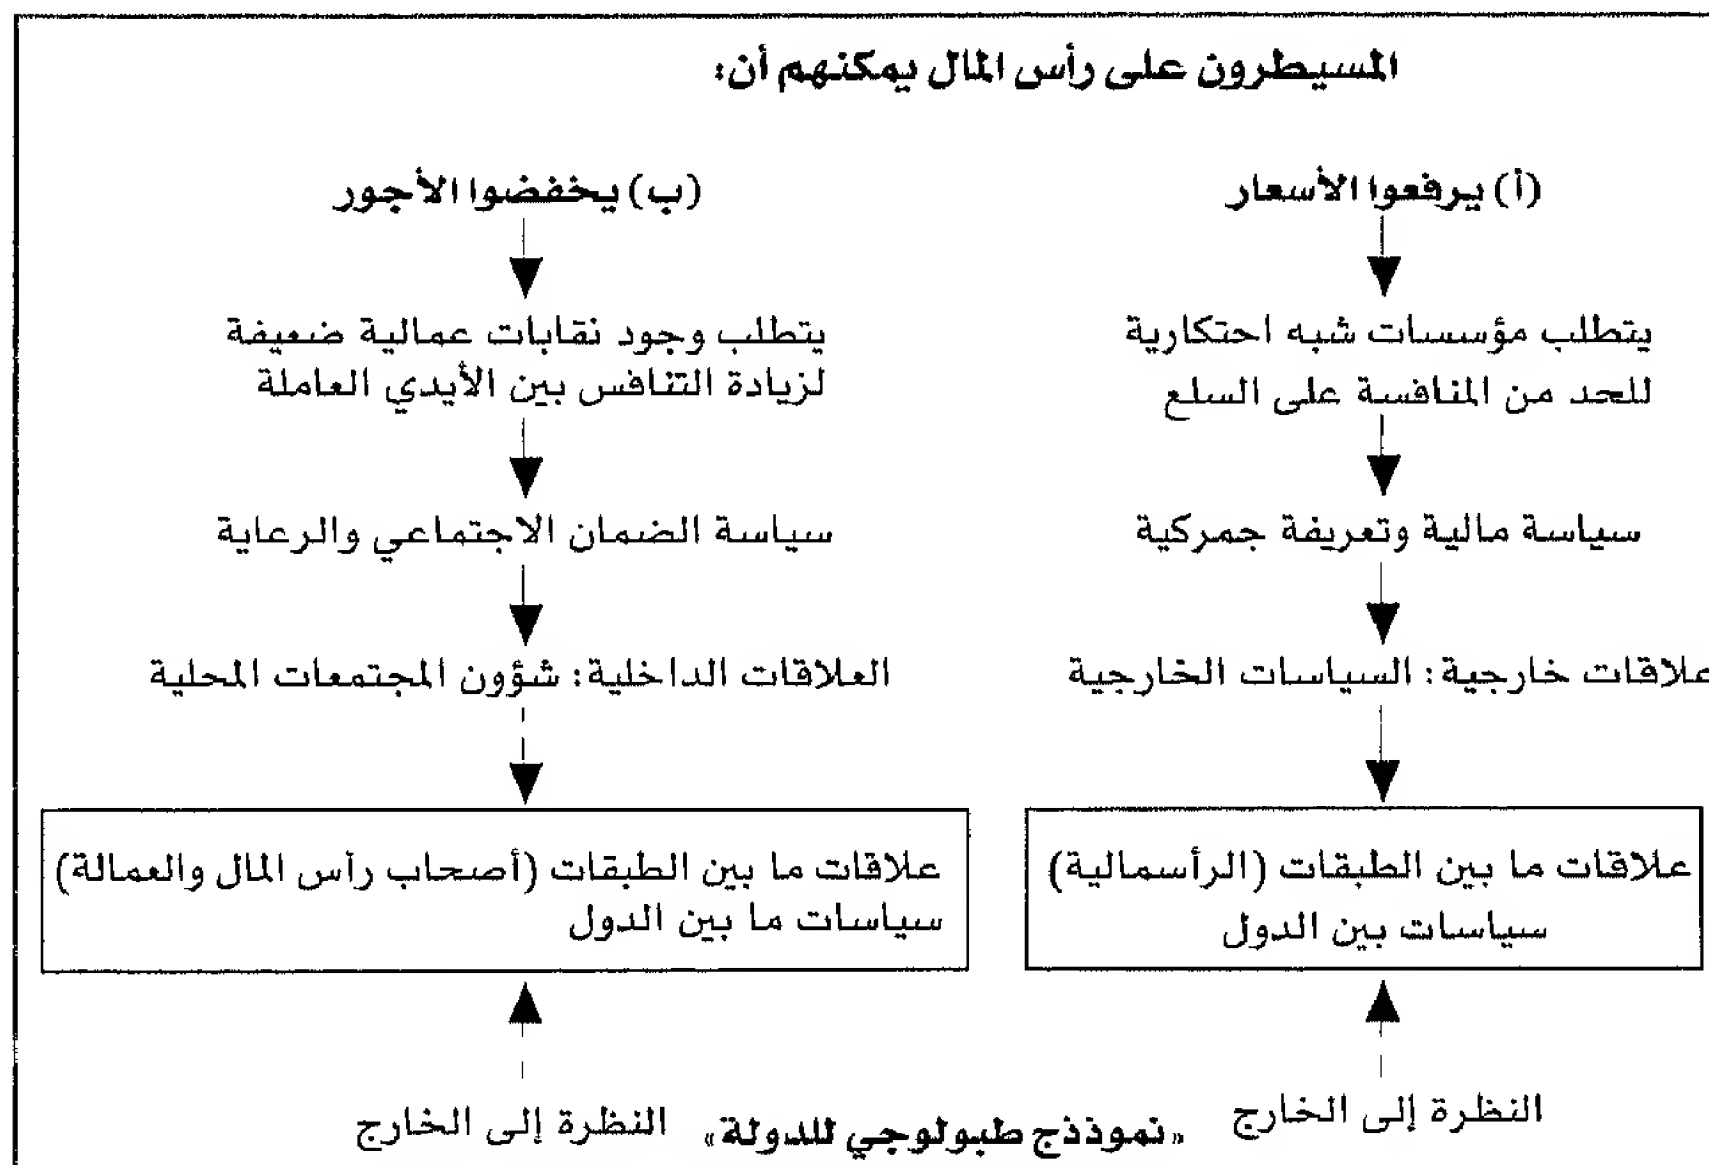 المسيطرون على رأس المال يمكنهم أن:
(أ) يرفعوا الأسعار
يتطلب مؤسسات شبه احتكارية
للحد من المنافسة على السلع
سياسة مالية وتعريفة جمركية
علاقات خارجية: السياسات الخارجية
علاقات ما بين الطبقات (الرأسمالية)
سياسات بين الدول
النظرة إلى الخارج
(ب) يخفضوا الأجور
يتطلب وجود نقابات عمالية ضعيفة
لزيادة التنافس بين الأيدي العاملة
سياسة الضمان الاجتماعي والرعاية
العلاقات الداخلية: شؤون المجتمعات المحلية
علاقات ما بين الطبقات (أصحاب رأس المال والعمالة)
سياسات ما بين الدول
النظرة إلى الخارج
«نموذذج طبولوجي للدولة»